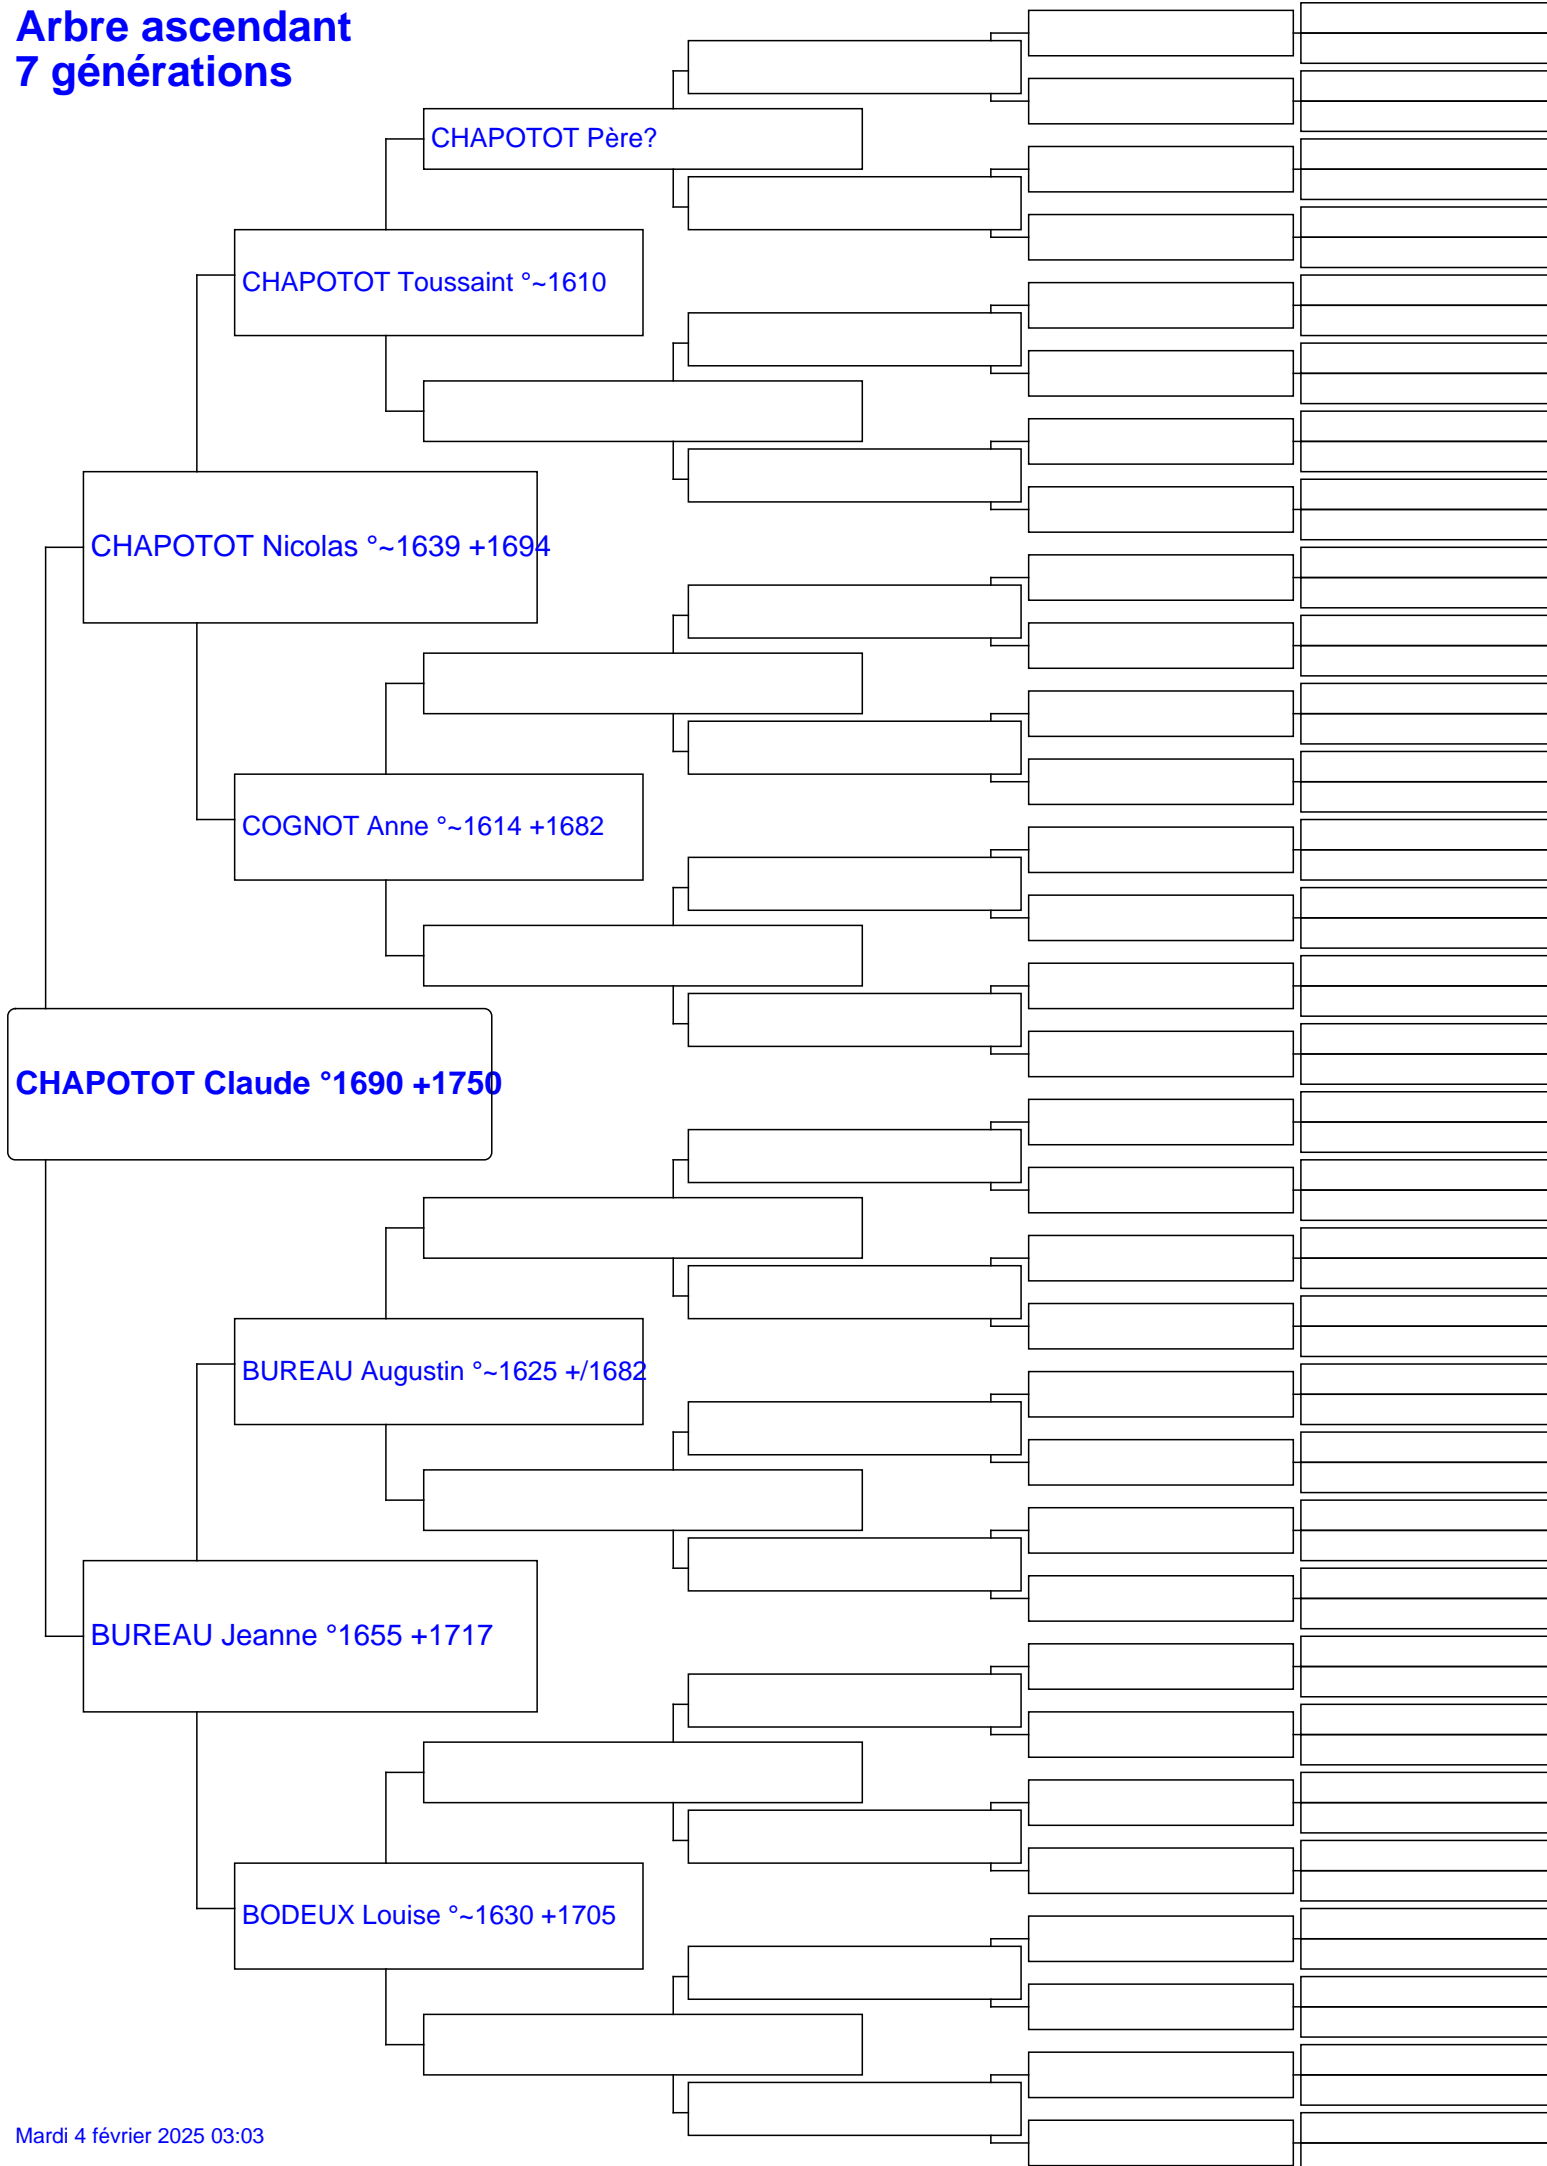 Arbre ascendant
7 générations
CHAPOTOT Père?
CHAPOTOT Toussaint °~1610
CHAPOTOT Nicolas °~1639 +1694
COGNOT Anne °~1614 +1682
CHAPOTOT Claude °1690 +1750
BUREAU Augustin °~1625 +/1682
BUREAU Jeanne °1655 +1717
BODEUX Louise °~1630 +1705
Mardi 4 février 2025 03:03